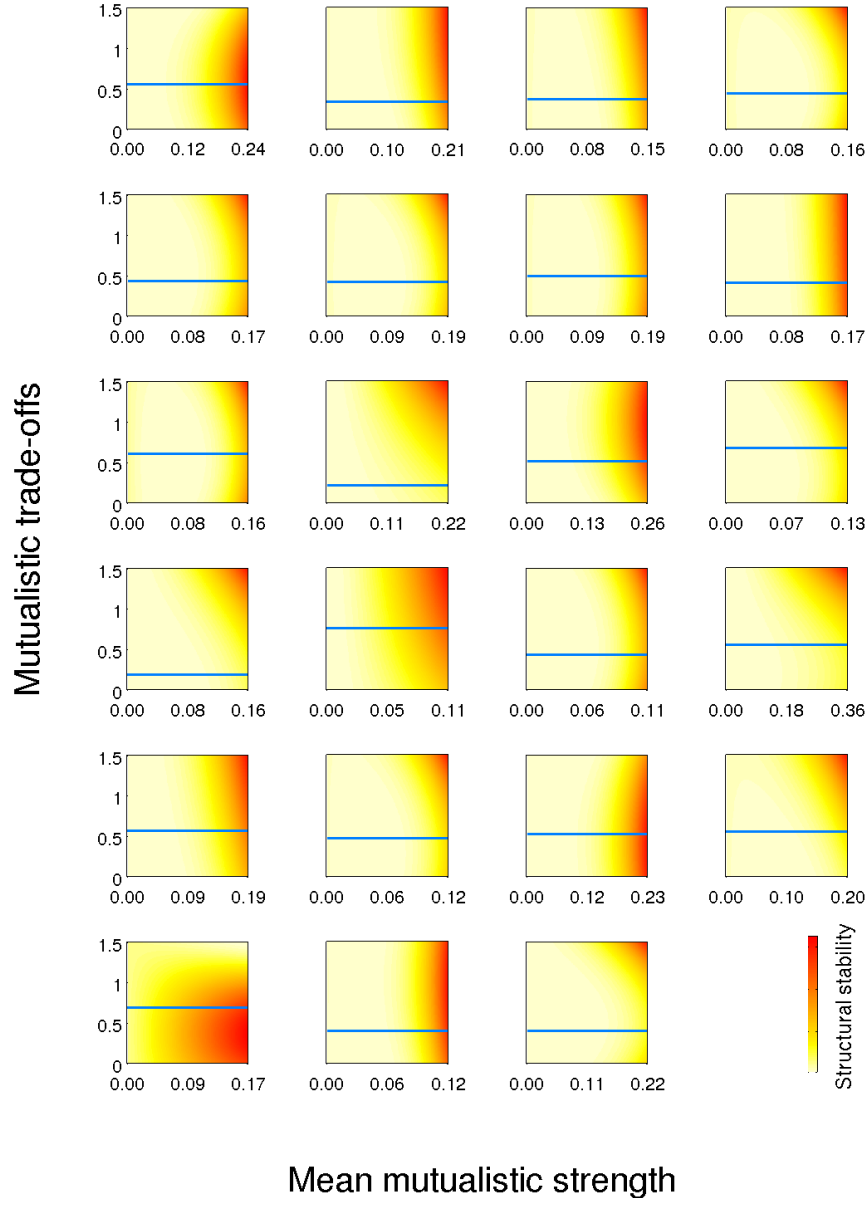 1.5
1
0.5
0
0.00 0.12 0.24 0.00 0.10 0.21 0.00 0.08 0.15 0.00 0.08 0.16
1.5
1
0.5
0
0.00 0.08 0.17 0.00 0.09 0.19 0.00 0.09 0.19 0.00 0.08 0.17
Mutualistic trade-offs
1.5
1
0.5
0
0.00 0.08 0.16 0.00 0.11 0.22 0.00 0.13 0.26 0.00 0.07 0.13
1.5
1
0.5
0
0.00 0.08 0.16 0.00 0.05 0.11 0.00 0.06 0.11 0.00 0.18 0.36
1.5
1
0.5
0
0.00 0.09 0.19 0.00 0.06 0.12 0.00 0.12 0.23 0.00 0.10 0.20
1.5
1
0.5
0
0.00 0.09 0.17 0.00 0.06 0.12 0.00 0.11 0.22
Structural stability
Mean mutualistic strength